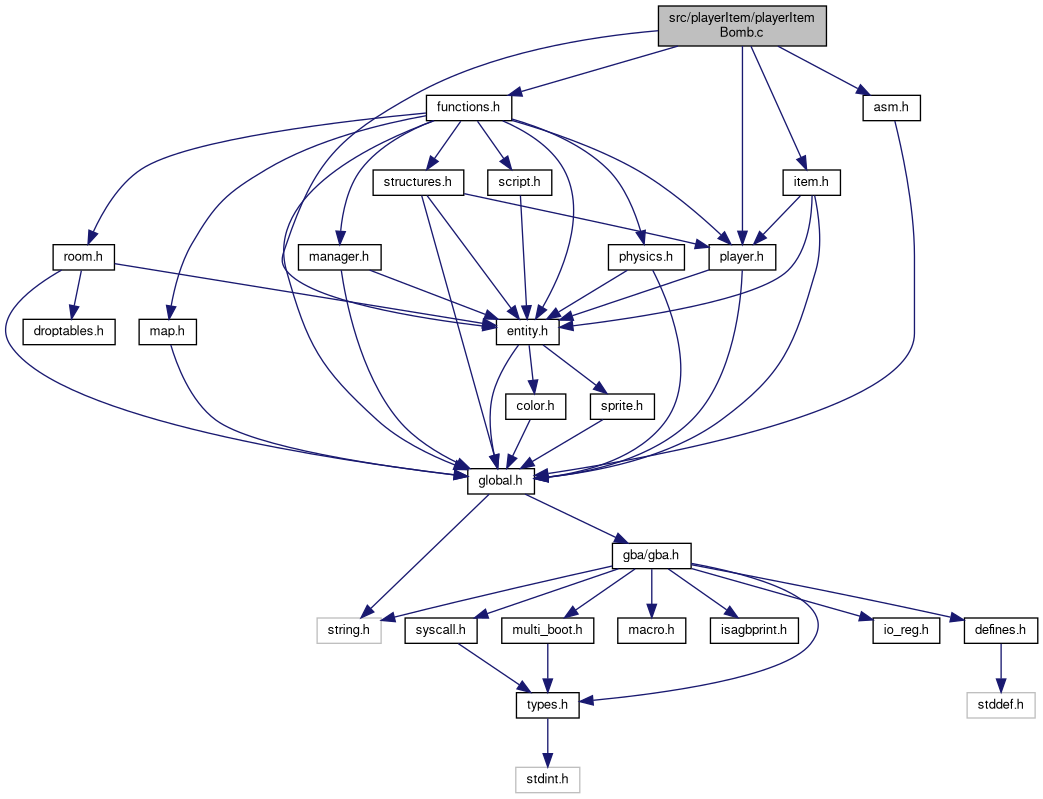 src/playerItem/playerItem
Bomb.c
functions.h
asm.h
structures.h
script.h
item.h
room.h
manager.h
physics.h
player.h
droptables.h
map.h
entity.h
color.h
sprite.h
global.h
gba/gba.h
string.h
syscall.h
multi_boot.h
macro.h
isagbprint.h
io_reg.h
defines.h
types.h
stddef.h
stdint.h